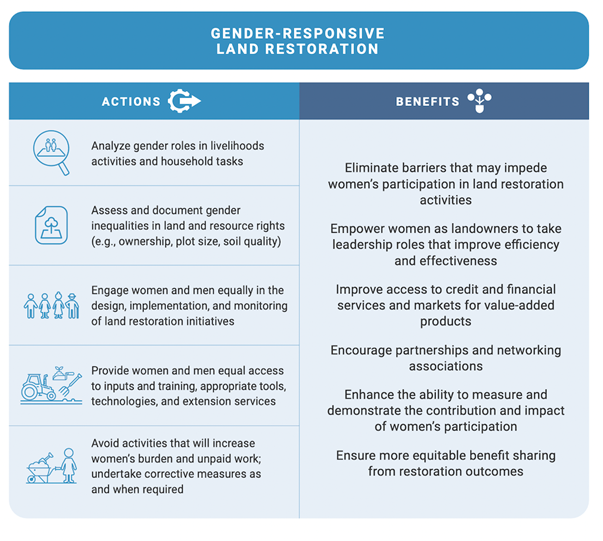 GENDER-RESPONSIVE
LAND RESTORATION
ACTIONS
Analyze gender roles in livelihoods
activities and household tasks
Assess and document gender
inequalities in land and resource rights
(e.g., ownership, plot size, soil quality)
Engage women and men equally in the
design, implementation, and monitoring
of land restoration initiatives
Provide women and men equal access
to inputs and training, appropriate tools,
technologies, and extension services
Avoid activities that will increase
women’s burden and unpaid work;
undertake corrective measures as
and when required
BENEFITS
Eliminate barriers that may impede
women’s participation in land restoration
activities
Empower women as landowners to take
leadership roles that improve efficiency
and effectiveness
Improve access to credit and financial
services and markets for value-added
products
Encourage partnerships and networking
associations
Enhance the ability to measure and
demonstrate the contribution and impact
of women’s participation
Ensure more equitable benefit sharing
from restoration outcomes